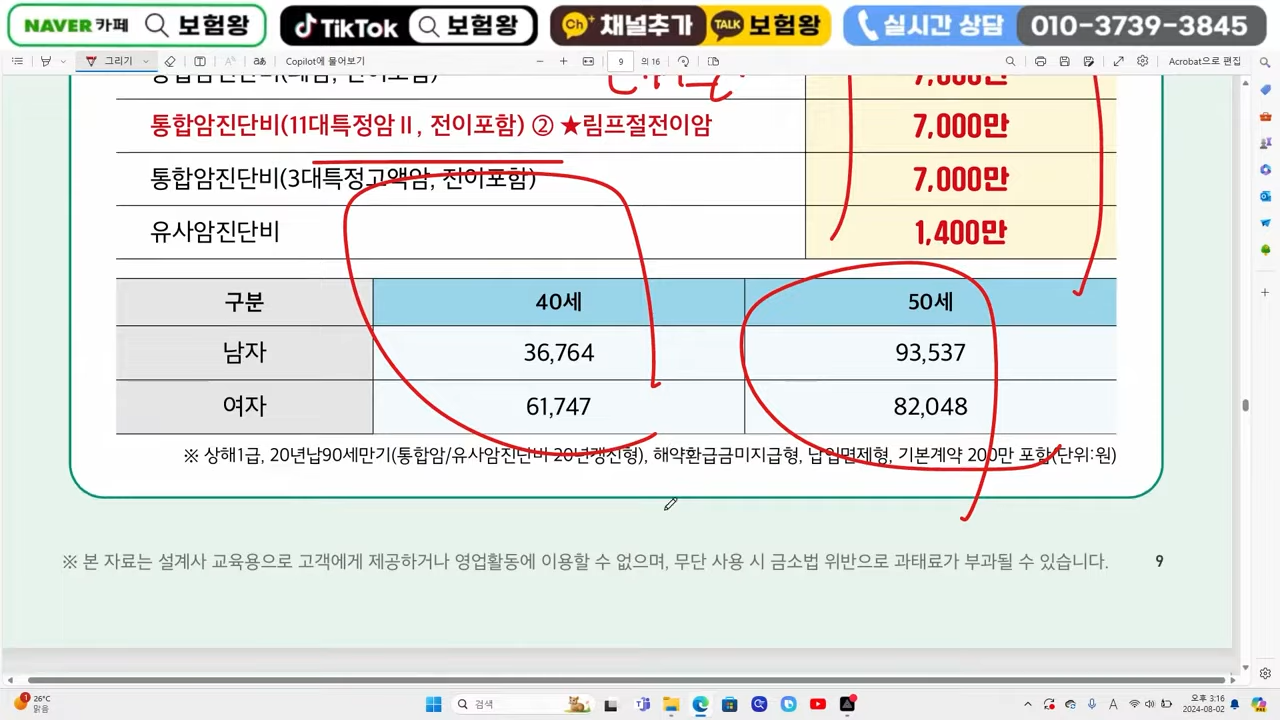 NAVER 카페 보험왕 TikTok 보험왕 Ch+ 채널추가 TALK 보험왕 실시간 상담 010-3739-3845
그리기 Copilot에 물어보기 9 의 16 Acrobat으로 편집
7,000만
통합암진단비(11대특정암Ⅱ, 전이포함) ② ★림프절전이암 7,000만
통합암진단비(3대특정고액암, 전이포함) 7,000만
유사암진단비 1,400만
구분 40세 50세
남자 36,764 93,537
여자 61,747 82,048
※ 상해1급, 20년납90세만기(통합암/유사암진단비 20년갱신형), 해약환급금미지급형, 납입면제형, 기본계약 200만 포함(단위:원)
※ 본 자료는 설계사 교육용으로 고객에게 제공하거나 영업활동에 이용할 수 없으며, 무단 사용 시 금소법 위반으로 과태료가 부과될 수 있습니다. 9
26°C
맑음
검색
A
오후 3:16
2024-08-02